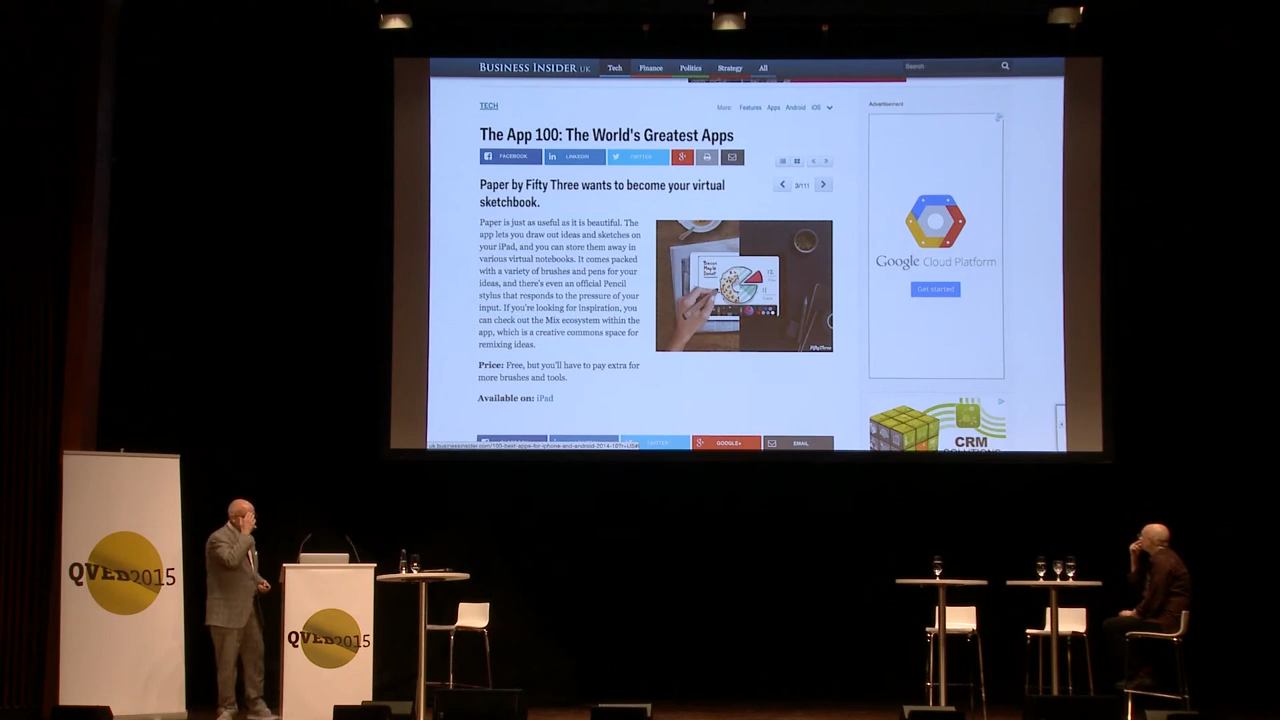 BUSINESS INSIDER UK
Tech Finance Politics Strategy All
Search
TECH
More: Features Apps Android iOS
Advertisement
The App 100: The World's Greatest Apps
FACEBOOK LINKEDIN TWITTER
Paper by Fifty Three wants to become your virtual
sketchbook.
3/111
Paper is just as useful as it is beautiful. The
app lets you draw out ideas and sketches on
your iPad, and you can store them away in
various virtual notebooks. It comes packed
with a variety of brushes and pens for your
ideas, and there's even an official Pencil
stylus that responds to the pressure of your
input. If you're looking for inspiration, you
can check out the Mix ecosystem within the
app, which is a creative commons space for
remixing ideas.
FiftyThree
Price: Free, but you'll have to pay extra for
more brushes and tools.
Available on: iPad
TWITTER GOOGLE+ EMAIL
Google Cloud Platform
Get started
CRM
SOLUTIONS
QVED2015
QVED2015